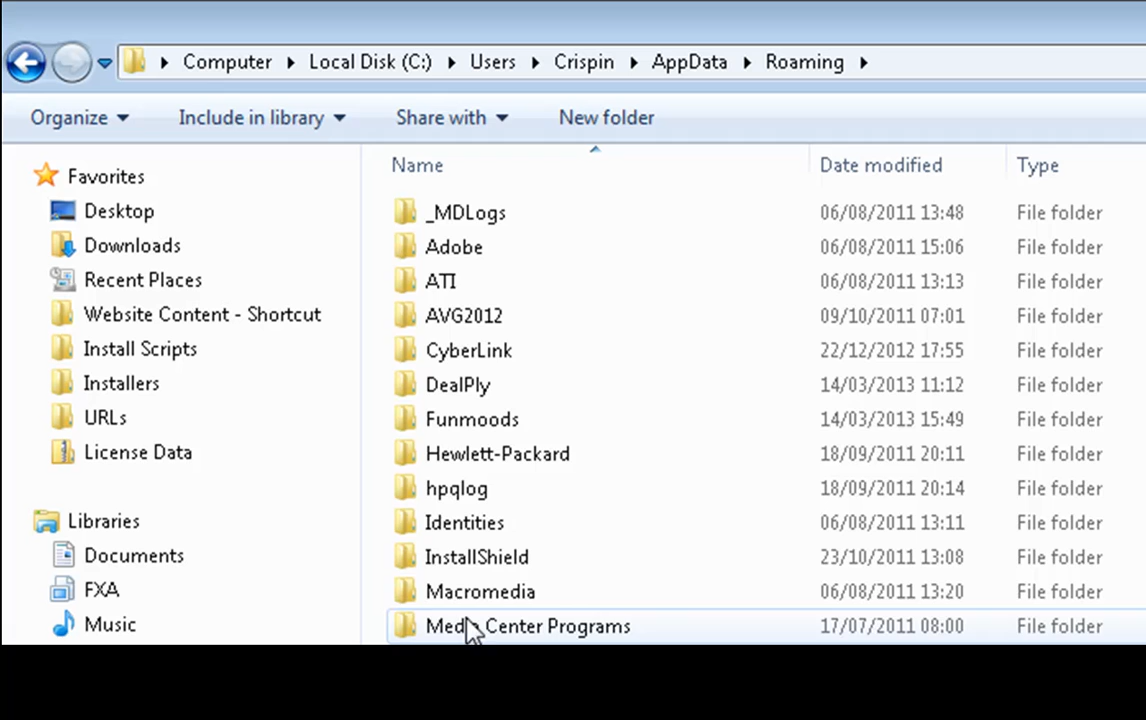 Computer Local Disk (C:) Users Crispin AppData Roaming
Organize Include in library Share with New folder
Favorites
Desktop
Downloads
Recent Places
Website Content - Shortcut
Install Scripts
Installers
URLs
License Data
Libraries
Documents
FXA
Music
Name Date modified Type
_MDLogs 06/08/2011 13:48 File folder
Adobe 06/08/2011 15:06 File folder
ATI 06/08/2011 13:13 File folder
AVG2012 09/10/2011 07:01 File folder
CyberLink 22/12/2012 17:55 File folder
DealPly 14/03/2013 11:12 File folder
Funmoods 14/03/2013 15:49 File folder
Hewlett-Packard 18/09/2011 20:11 File folder
hpqlog 18/09/2011 20:14 File folder
Identities 06/08/2011 13:11 File folder
InstallShield 23/10/2011 13:08 File folder
Macromedia 06/08/2011 13:20 File folder
Media Center Programs 17/07/2011 08:00 File folder